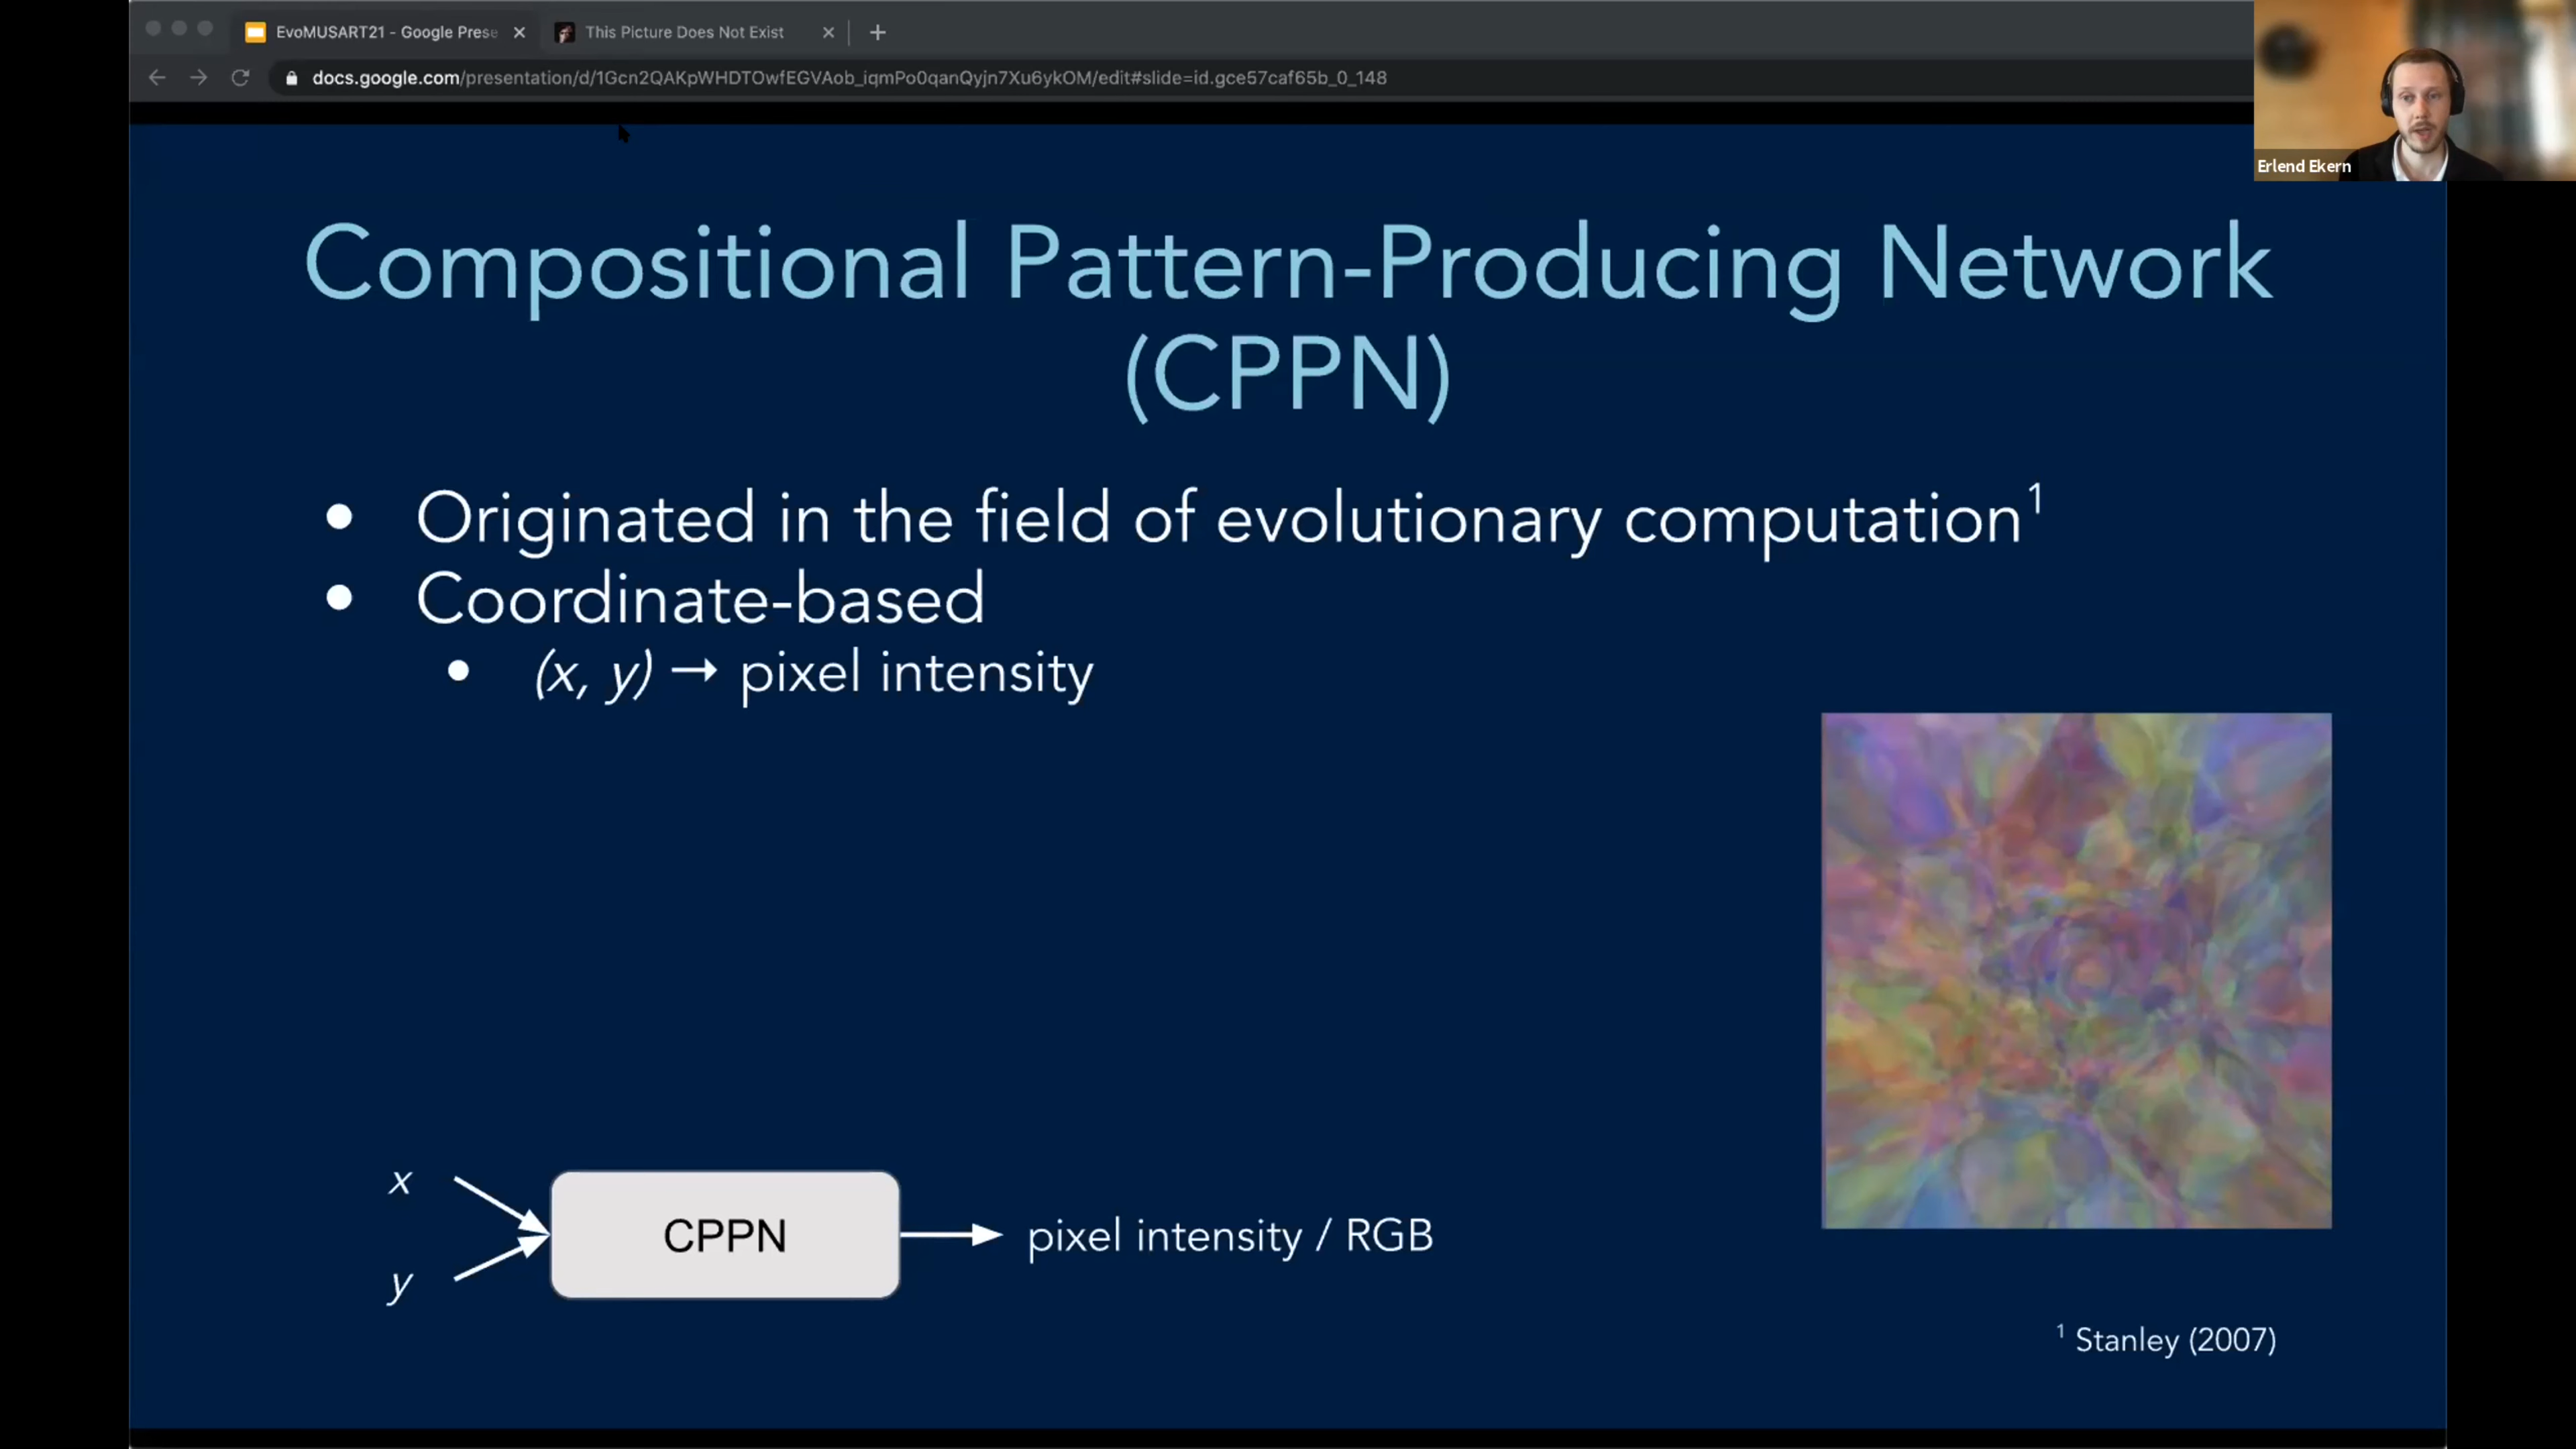 EvoMUSART21 - Google Prese
This Picture Does Not Exist
docs.google.com/presentation/d/1Gcn2QAKpWHDTOwfEGVAob_iqmPo0qanQyjn7Xu6ykOM/edit#slide=id.gce57caf65b_0_148
Erlend Ekern
Compositional Pattern-Producing Network
(CPPN)
● Originated in the field of evolutionary computation¹
● Coordinate-based
● (x, y) → pixel intensity
x
y
CPPN
pixel intensity / RGB
¹ Stanley (2007)